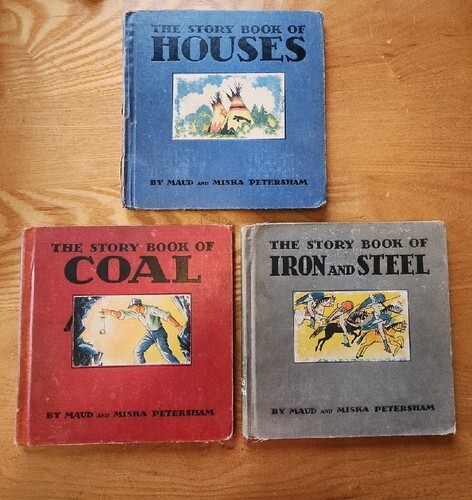 THE STORY BOOK OF
HOUSES
BY MAUD AND MISKA PETERSHAM
THE STORY BOOK OF
COAL
BY MAUD AND MISKA PETERSHAM
THE STORY BOOK OF
IRON AND STEEL
BY MAUD AND MISKA PETERSHAM